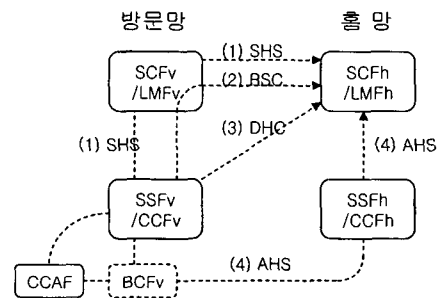 방문망 홈 망
(1) SHS
SCFv
/LMFv
(2) BSC
SCFh
/LMFh
(3) DHC
(1) SHS
(4) AHS
SSFv
/CCFv
SSFh
/CCFh
CCAF
BCFv
(4) AHS